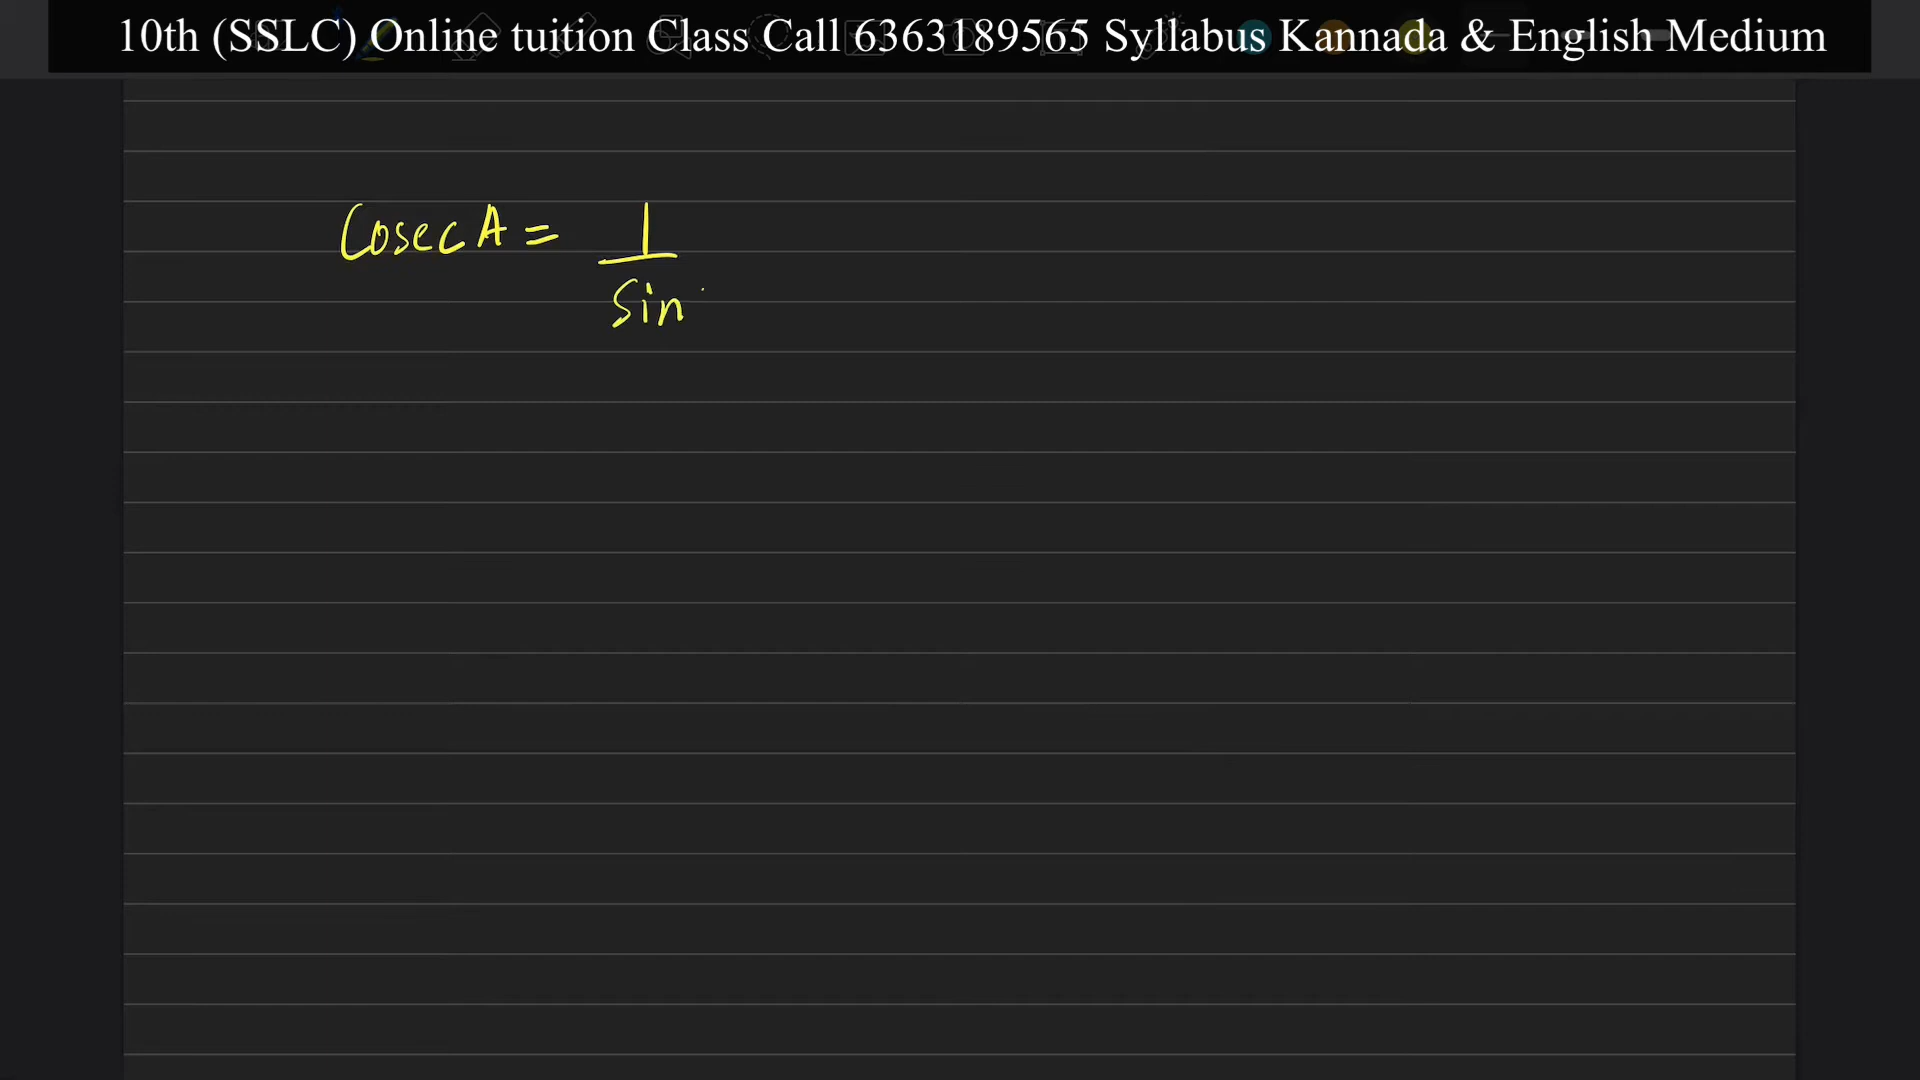 10th (SSLC) Online tuition Class Call 6363189565 Syllabus Kannada & English Medium
Cosec A = 1
sin